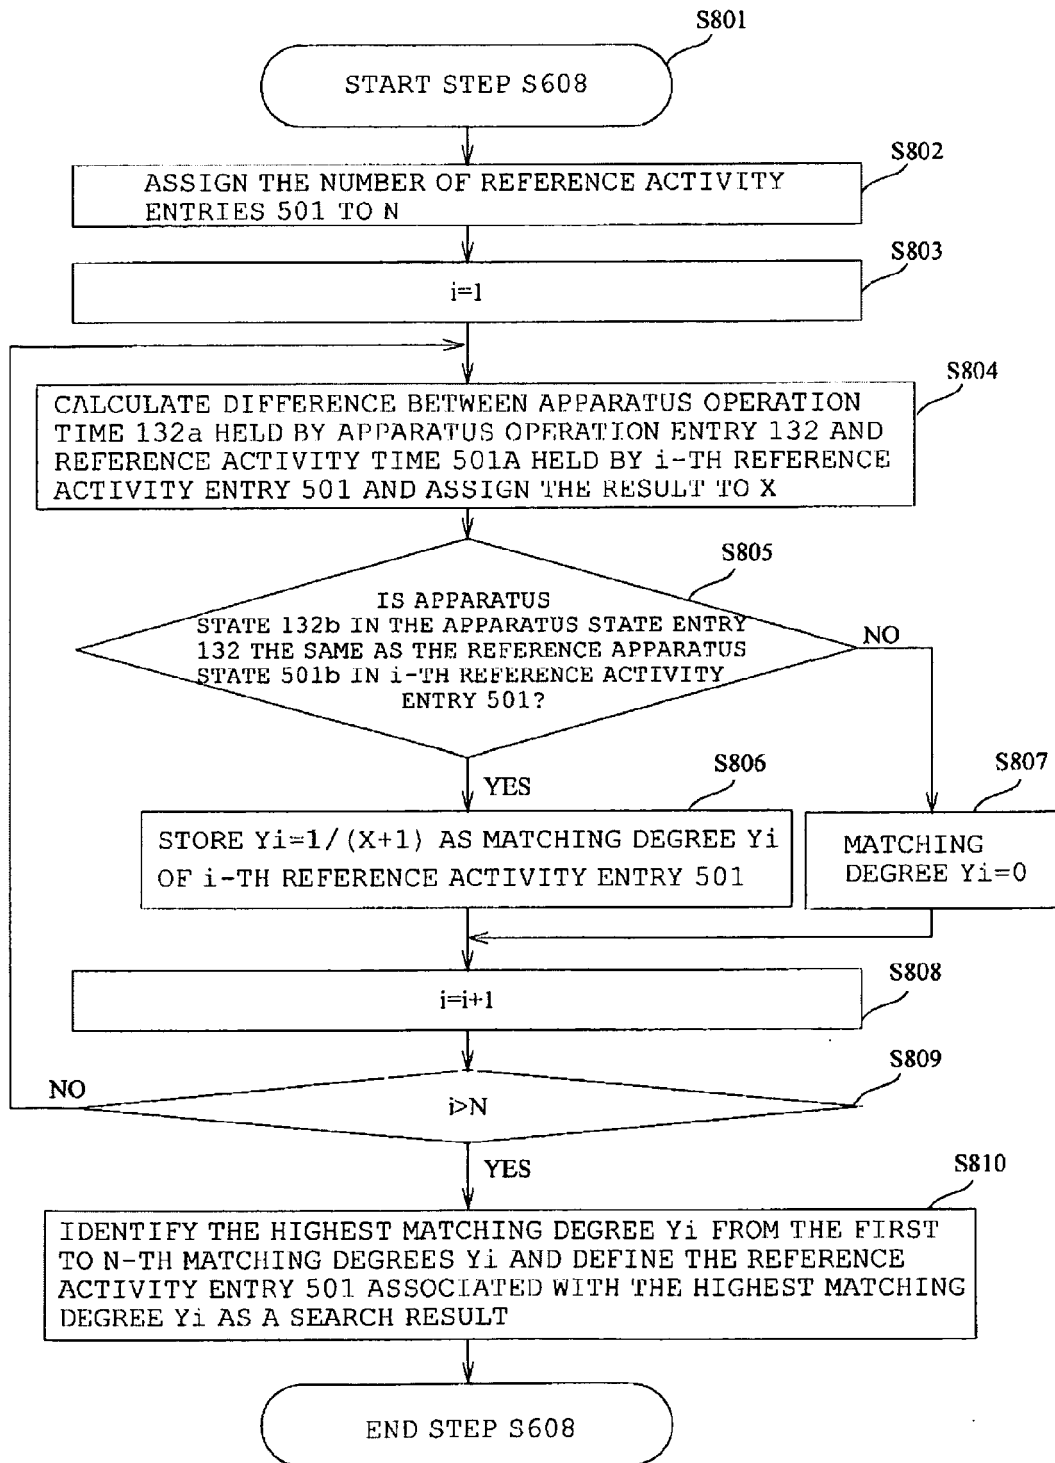 S801
START STEP S608
S802
ASSIGN THE NUMBER OF REFERENCE ACTIVITY
ENTRIES 501 TO N
S803
i=1
S804
CALCULATE DIFFERENCE BETWEEN APPARATUS OPERATION
TIME 132a HELD BY APPARATUS OPERATION ENTRY 132 AND
REFERENCE ACTIVITY TIME 501A HELD BY i-TH REFERENCE
ACTIVITY ENTRY 501 AND ASSIGN THE RESULT TO X
S805
IS APPARATUS
STATE 132b IN THE APPARATUS STATE ENTRY
132 THE SAME AS THE REFERENCE APPARATUS
STATE 501b IN i-TH REFERENCE ACTIVITY
ENTRY 501?
NO
YES
S806
STORE Yi=1/(X+1) AS MATCHING DEGREE Yi
OF i-TH REFERENCE ACTIVITY ENTRY 501
S807
MATCHING
DEGREE Yi=0
S808
i=i+1
S809
NO
i>N
YES
S810
IDENTIFY THE HIGHEST MATCHING DEGREE Yi FROM THE FIRST
TO N-TH MATCHING DEGREES Yi AND DEFINE THE REFERENCE
ACTIVITY ENTRY 501 ASSOCIATED WITH THE HIGHEST MATCHING
DEGREE Yi AS A SEARCH RESULT
END STEP S608